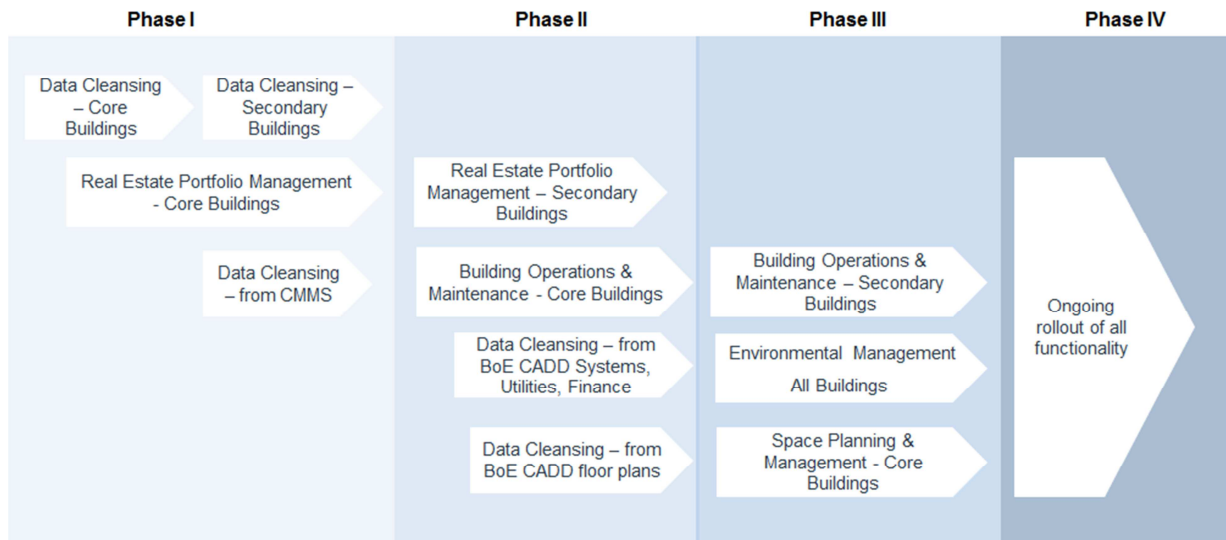 Phase I
Phase II
Phase III
Phase IV
Data Cleansing
– Core
Buildings
Data Cleansing –
Secondary
Buildings
Real Estate Portfolio Management
- Core Buildings
Data Cleansing
– from CMMS
Real Estate Portfolio
Management – Secondary
Buildings
Building Operations &
Maintenance - Core Buildings
Data Cleansing – from
BoE CADD Systems,
Utilities, Finance
Data Cleansing – from
BoE CADD floor plans
Building Operations &
Maintenance – Secondary
Buildings
Environmental Management
All Buildings
Space Planning &
Management - Core
Buildings
Ongoing
rollout of all
functionality